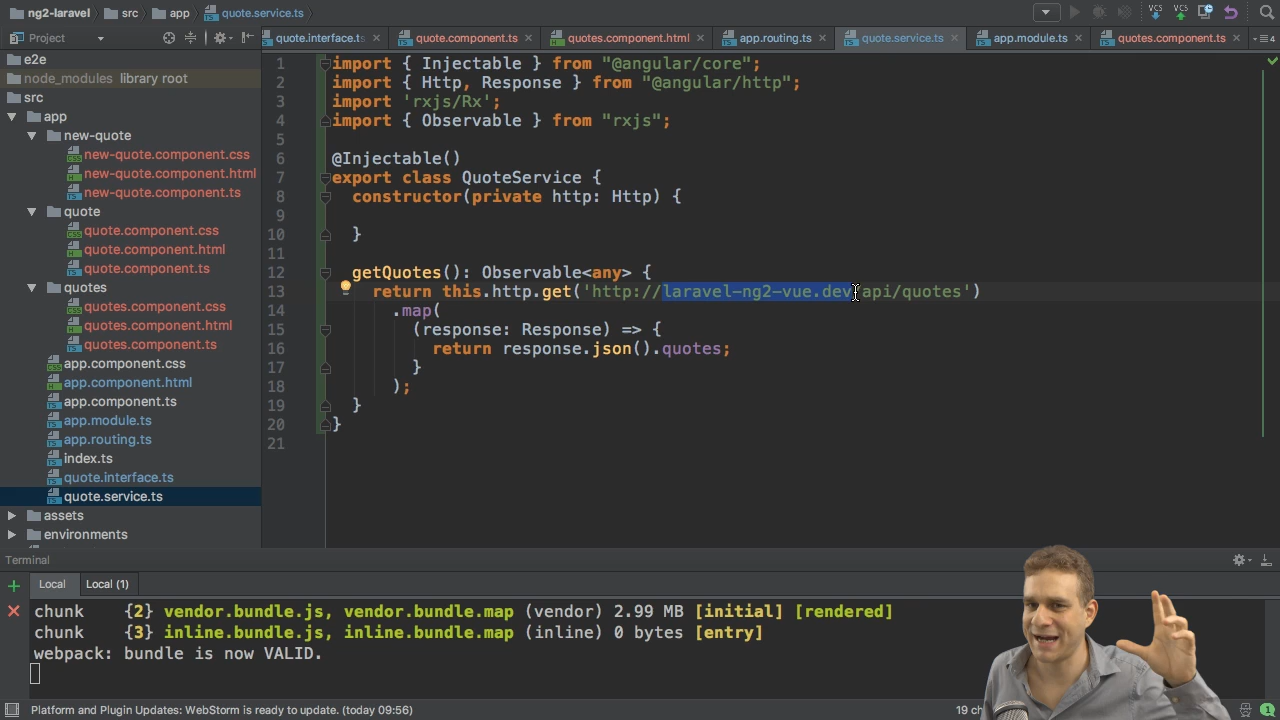 ng2-laravel src app quote.service.ts
Project
quote.interface.ts quote.component.ts quotes.component.html app.routing.ts quote.service.ts app.module.ts quotes.component.ts
VCS VCS
4
e2e
node_modules library root
src
app
new-quote
new-quote.component.css
new-quote.component.html
new-quote.component.ts
quote
quote.component.css
quote.component.html
quote.component.ts
quotes
quotes.component.css
quotes.component.html
quotes.component.ts
app.component.css
app.component.html
app.component.ts
app.module.ts
app.routing.ts
index.ts
quote.interface.ts
quote.service.ts
assets
environments
1 import { Injectable } from "@angular/core";
2 import { Http, Response } from "@angular/http";
3 import 'rxjs/Rx';
4 import { Observable } from "rxjs";
5
6 @Injectable()
7 export class QuoteService {
8 constructor(private http: Http) {
9
10 }
11
12 getQuotes(): Observable<any> {
13 return this.http.get('http://laravel-ng2-vue.dev/api/quotes')
14 .map(
15 (response: Response) => {
16 return response.json().quotes;
17 }
18 );
19 }
20 }
21
Terminal
Local Local (1)
chunk {2} vendor.bundle.js, vendor.bundle.map (vendor) 2.99 MB [initial] [rendered]
chunk {3} inline.bundle.js, inline.bundle.map (inline) 0 bytes [entry]
webpack: bundle is now VALID.
Platform and Plugin Updates: WebStorm is ready to update. (today 09:56)
19
1